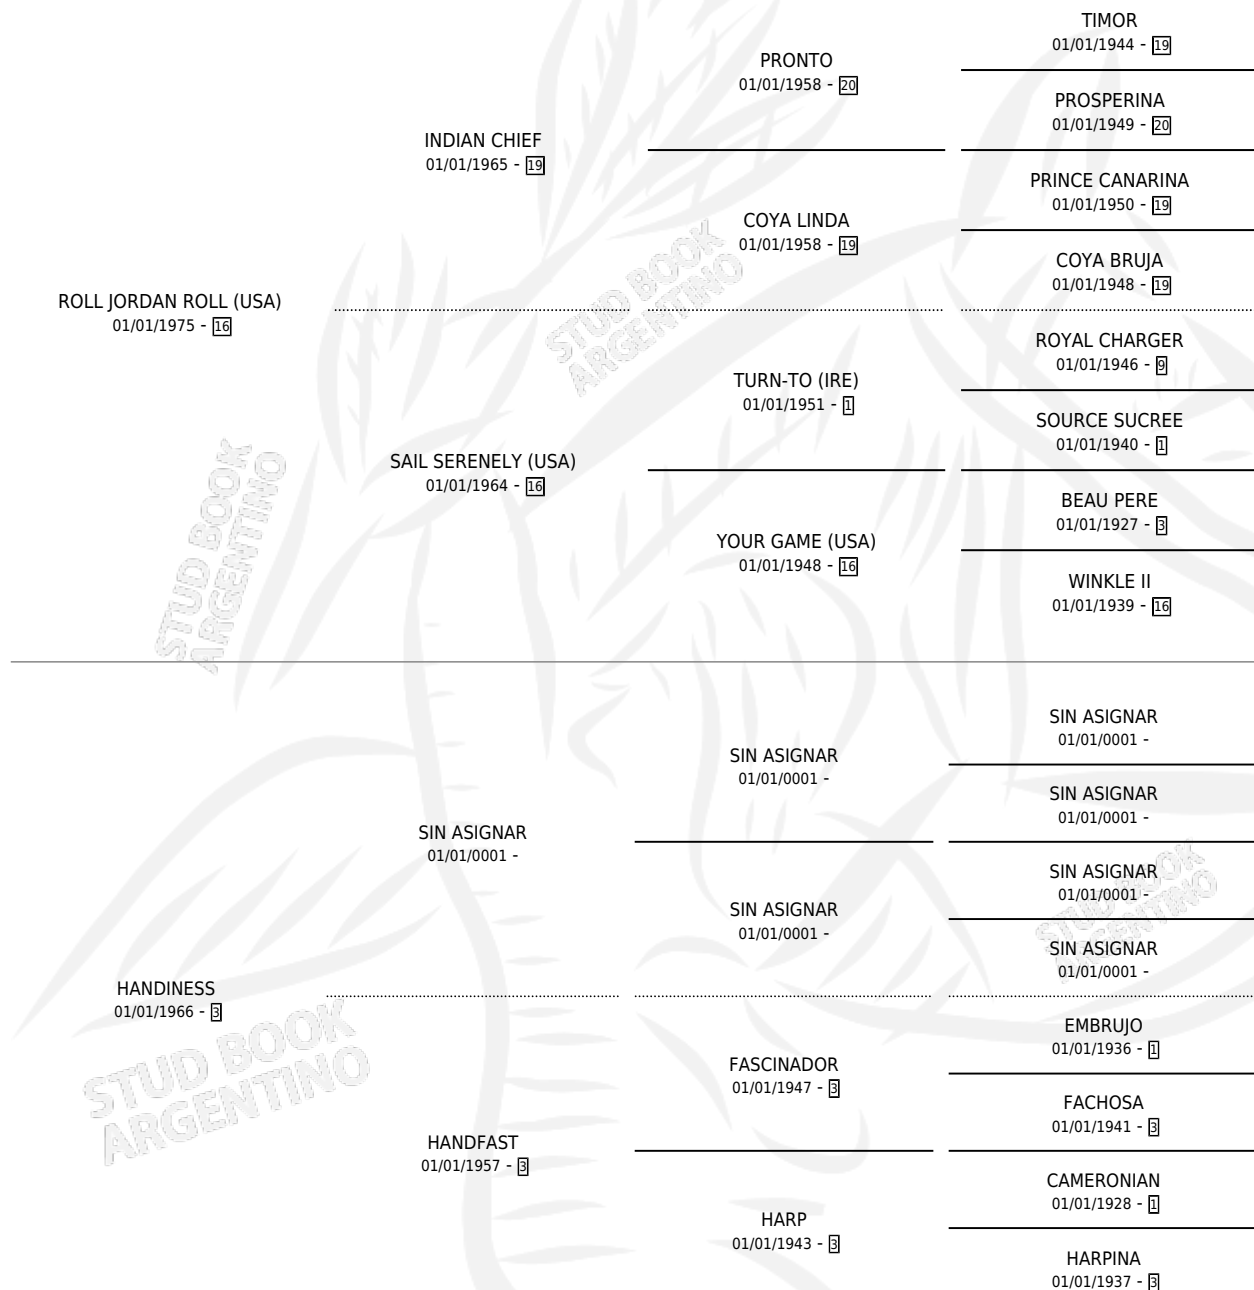 TIMOR
01/01/1944 - 19
PRONTO
01/01/1958 - 20
PROSPERINA
01/01/1949 - 20
INDIAN CHIEF
01/01/1965 - 19
PRINCE CANARINA
01/01/1950 - 19
COYA LINDA
01/01/1958 - 19
COYA BRUJA
01/01/1948 - 19
ROLL JORDAN ROLL (USA)
01/01/1975 - 16
ROYAL CHARGER
01/01/1946 - 9
TURN-TO (IRE)
01/01/1951 - 1
SOURCE SUCREE
01/01/1940 - 1
SAIL SERENELY (USA)
01/01/1964 - 16
BEAU PERE
01/01/1927 - 3
YOUR GAME (USA)
01/01/1948 - 16
WINKLE II
01/01/1939 - 16
SIN ASIGNAR
01/01/0001 -
SIN ASIGNAR
01/01/0001 -
SIN ASIGNAR
01/01/0001 -
SIN ASIGNAR
01/01/0001 -
SIN ASIGNAR
01/01/0001 -
SIN ASIGNAR
01/01/0001 -
SIN ASIGNAR
01/01/0001 -
HANDINESS
01/01/1966 - 3
EMBRUJO
01/01/1936 - 1
FASCINADOR
01/01/1947 - 3
FACHOSA
01/01/1941 - 3
HANDFAST
01/01/1957 - 3
CAMERONIAN
01/01/1928 - 1
HARP
01/01/1943 - 3
HARPINA
01/01/1937 - 3
STUD BOOK
ARGENTINO
STUD BOOK
ARGENTINO
STUD BOOK
ARGENTINO
STUD BOOK
ARGENTINO